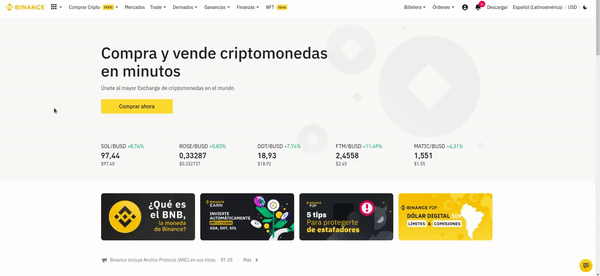 BINANCE Comprar Cripto PEN Mercados Trade Derivados Ganancias Finanzas NFT New Billetera Órdenes Descargar Español (Latinoamérica) | USD
Compra y vende criptomonedas
en minutos
Únete al mayor Exchange de criptomonedas en el mundo
Comprar ahora
SOL/BUSD +8,74% ROSE/BUSD +0,83% DOT/BUSD +7,74% FTM/BUSD +11,49% MATIC/BUSD +6,31%
97,44 0,33287 18,93 2,4558 1,551
$97.40 $0.332737 $18.92 $2.45 $1.55
¿Qué es
el BNB,
la moneda
de Binance?
BINANCE
EARN
INVIERTE
AUTOMÁTICAMENTE
ADA, DOT, SOL
BINANCE
P2P
5 tips
Para protegerte
de estafadores
BINANCE P2P
DÓLAR DIGITAL
LÍMITES & COMISIONES
Binance incluye Anchor Protocol (ANC) en sus listas 01-25 Más